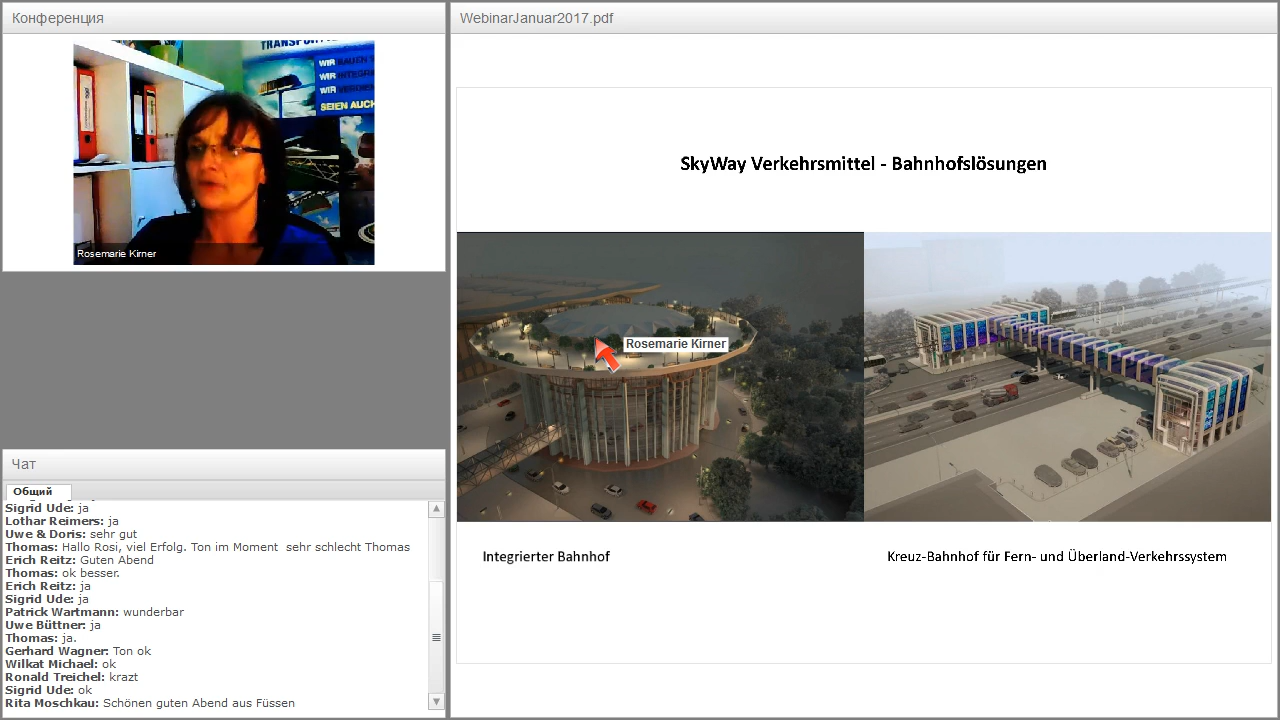 Конференция
TRANSPORT
WIR BAUEN
WIR INTEGR
WIR
SEIEN AUCH
Rosemarie Kirner
WebinarJanuar2017.pdf
SkyWay Verkehrsmittel - Bahnhofslösungen
Rosemarie Kirner
Integrierter Bahnhof
Kreuz-Bahnhof für Fern- und Überland-Verkehrssystem
Чат
Общий
Sigrid Ude: ja
Lothar Reimers: ja
Uwe & Doris: sehr gut
Thomas: Hallo Rosi, viel Erfolg. Ton im Moment sehr schlecht Thomas
Erich Reitz: Guten Abend
Thomas: ok besser.
Erich Reitz: ja
Sigrid Ude: ja
Patrick Wartmann: wunderbar
Uwe Büttner: ja
Thomas: ja.
Gerhard Wagner: Ton ok
Wilkat Michael: ok
Ronald Treichel: krazt
Sigrid Ude: ok
Rita Moschkau: Schönen guten Abend aus Füssen